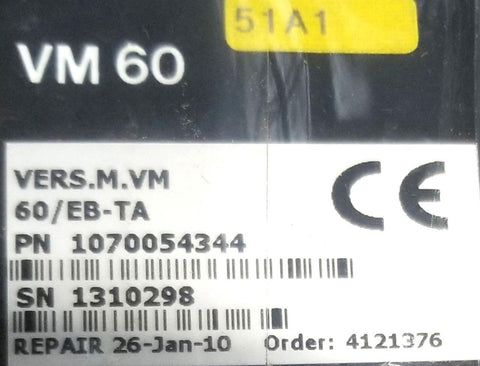 51A1
VM 60
VERS.M.VM
60/EB-TA
CE
PN 1070054344
SN 1310298
REPAIR 26-Jan-10 Order: 4121376